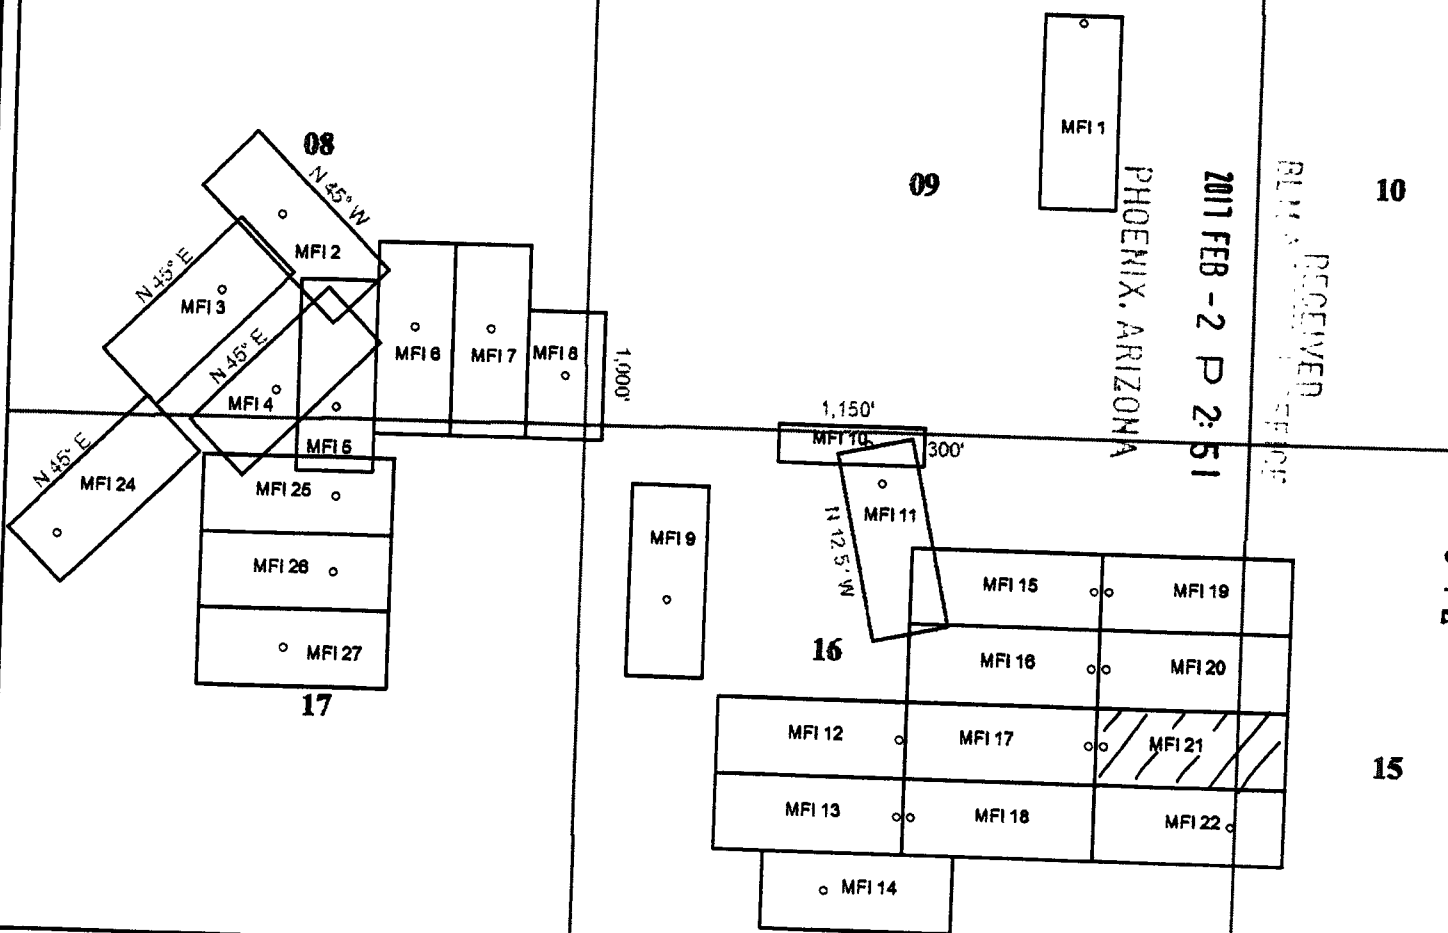 MFI 1
08
09
10
N 45° W
MFI 2
N 45° E
MFI 3
N 45° E
MFI 4
MFI 5
MFI 6
MFI 7
MFI 8
1,000'
1,150'
MFI 10
300'
PHOENIX, ARIZONA
2017 FEB -2 P 2:51
RECEIVED
N 45° E
MFI 24
MFI 25
MFI 26
MFI 27
17
MFI 9
MFI 11
N 12.5° W
16
MFI 15
MFI 19
MFI 16
MFI 20
MFI 12
MFI 17
MFI 21
15
MFI 13
MFI 18
MFI 22
MFI 14